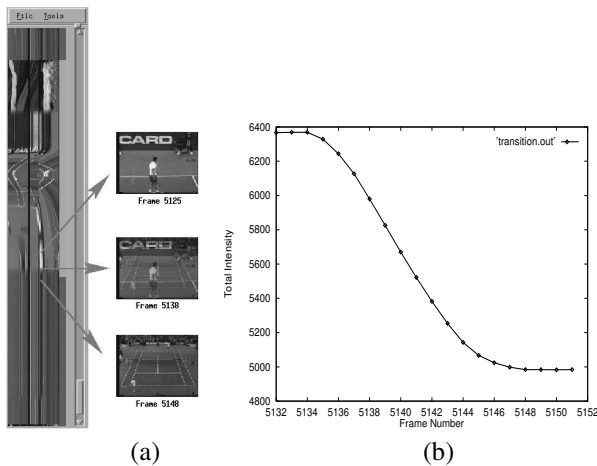 File Tools
CARD
Frame 5125
CARD
Frame 5138
Frame 5148
(a)
6400
6200
6000
5800
5600
5400
5200
5000
4800
Total Intensity
'transition.out'
5132 5134 5136 5138 5140 5142 5144 5146 5148 5150 5152
Frame Number
(b)